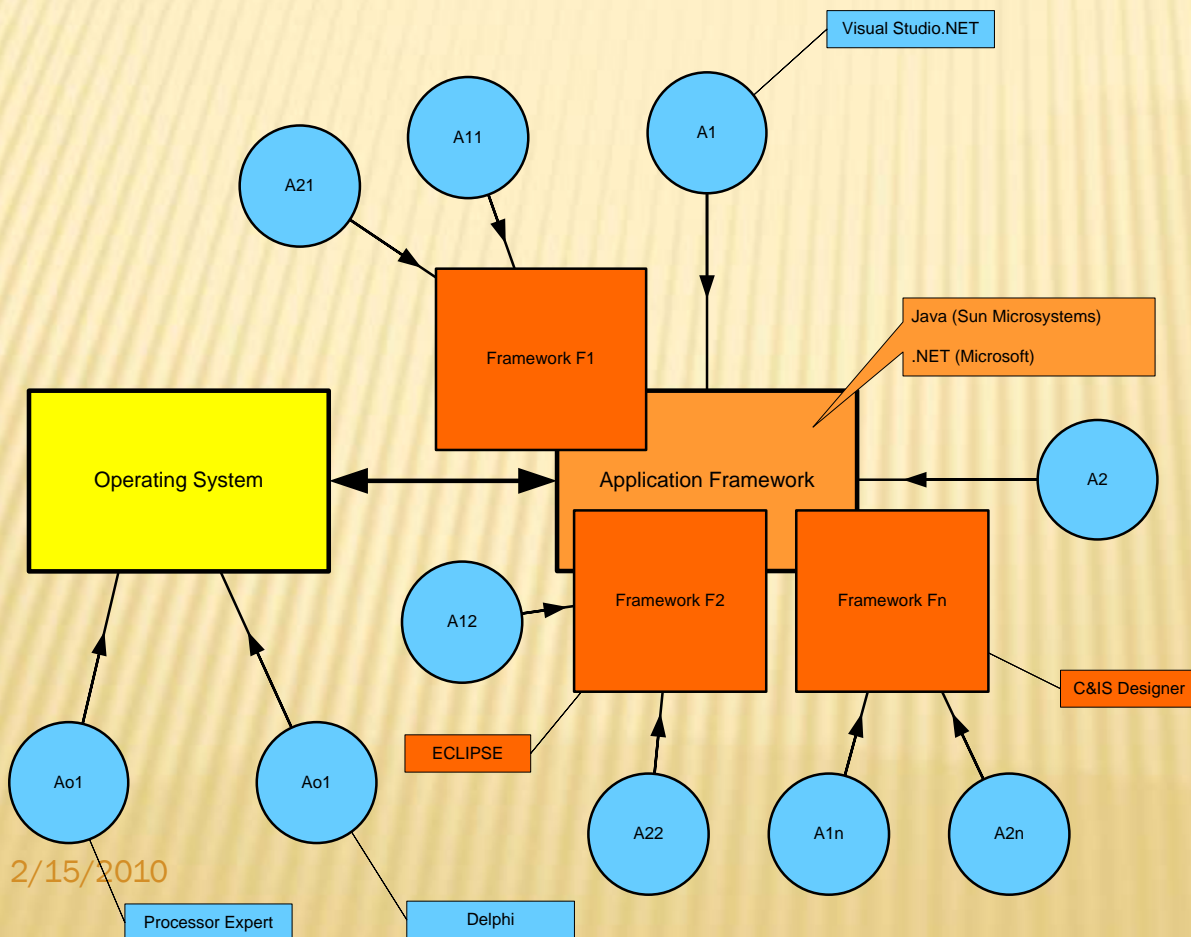 Visual Studio.NET
A11
A1
A21
Java (Sun Microsystems)
.NET (Microsoft)
Framework F1
Operating System
Application Framework
A2
Framework F2
Framework Fn
A12
C&IS Designer
ECLIPSE
Ao1
Ao1
A22
A1n
A2n
2/15/2010
Processor Expert
Delphi